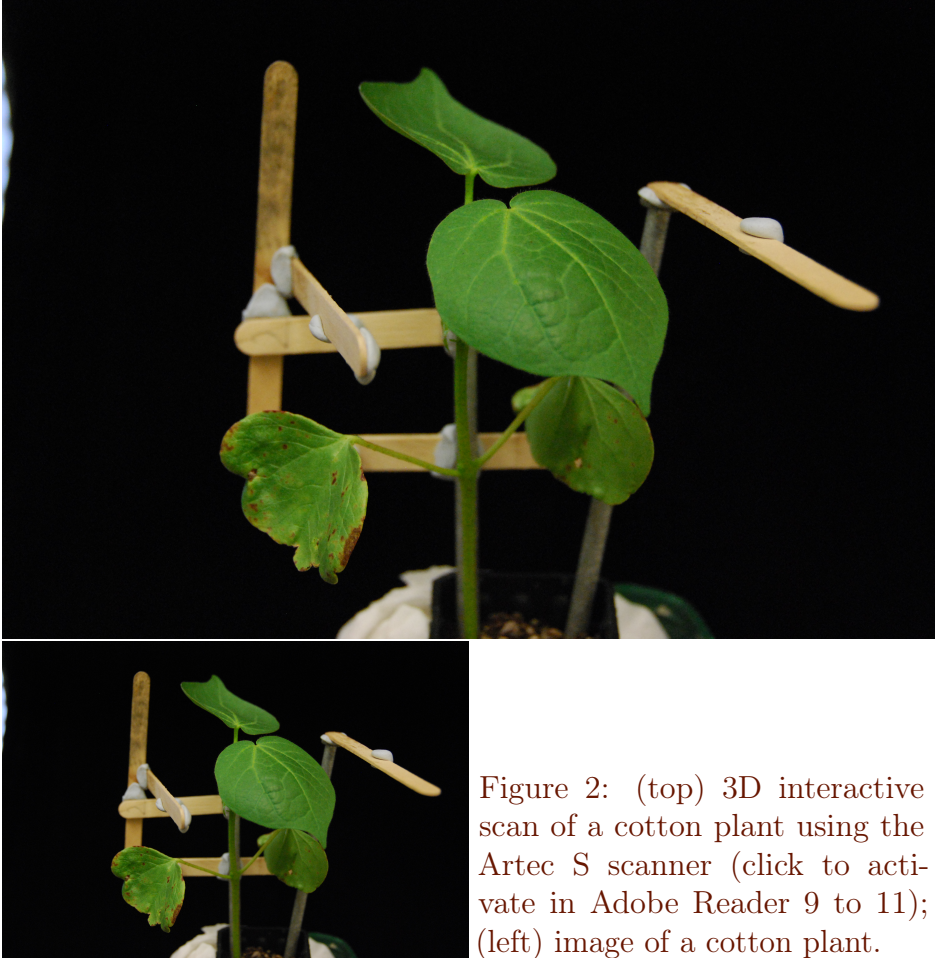 Figure 2: (top) 3D interactive
scan of a cotton plant using the
Artec S scanner (click to acti-
vate in Adobe Reader 9 to 11);
(left) image of a cotton plant.